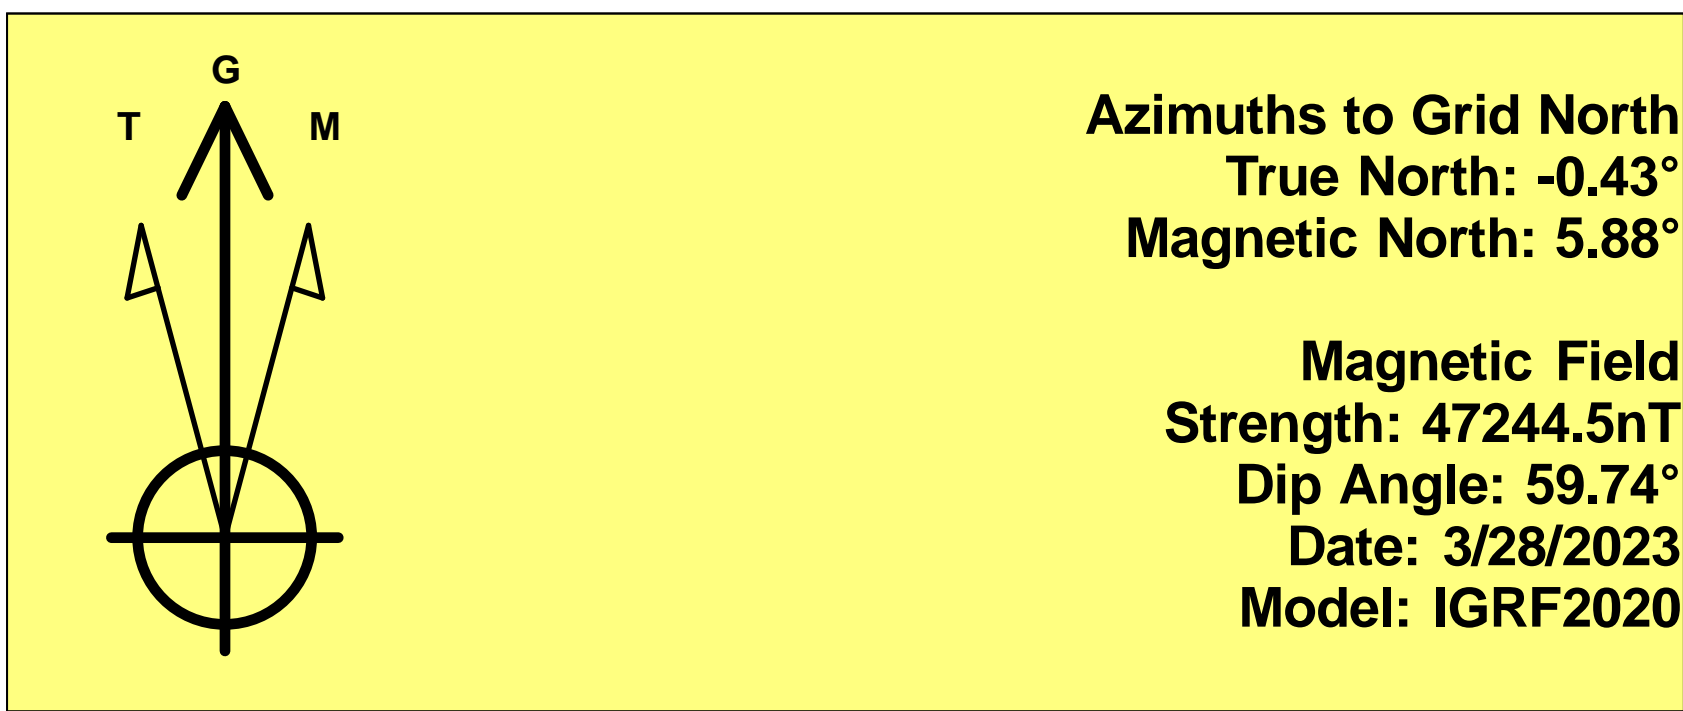 G
T
M
Azimuths to Grid North
True North: -0.43°
Magnetic North: 5.88°
Magnetic Field
Strength: 47244.5nT
Dip Angle: 59.74°
Date: 3/28/2023
Model: IGRF2020